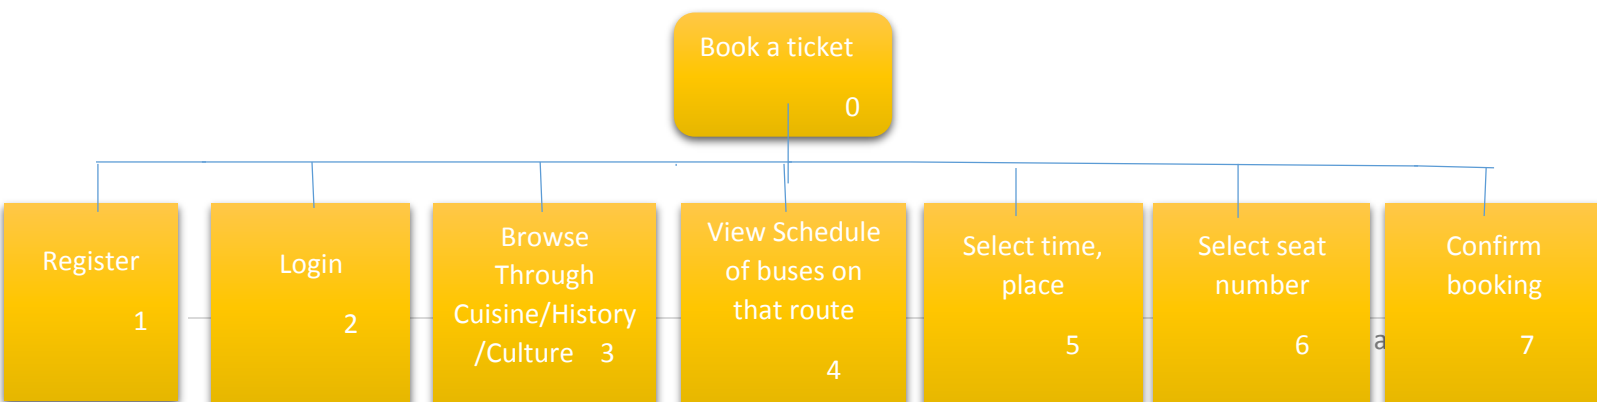 Book a ticket
0
Register
1
Login
2
Browse
Through
Cuisine/History
/Culture 3
View Schedule
of buses on
that route
4
Select time,
place
5
Select seat
number
6
a
Confirm
booking
7